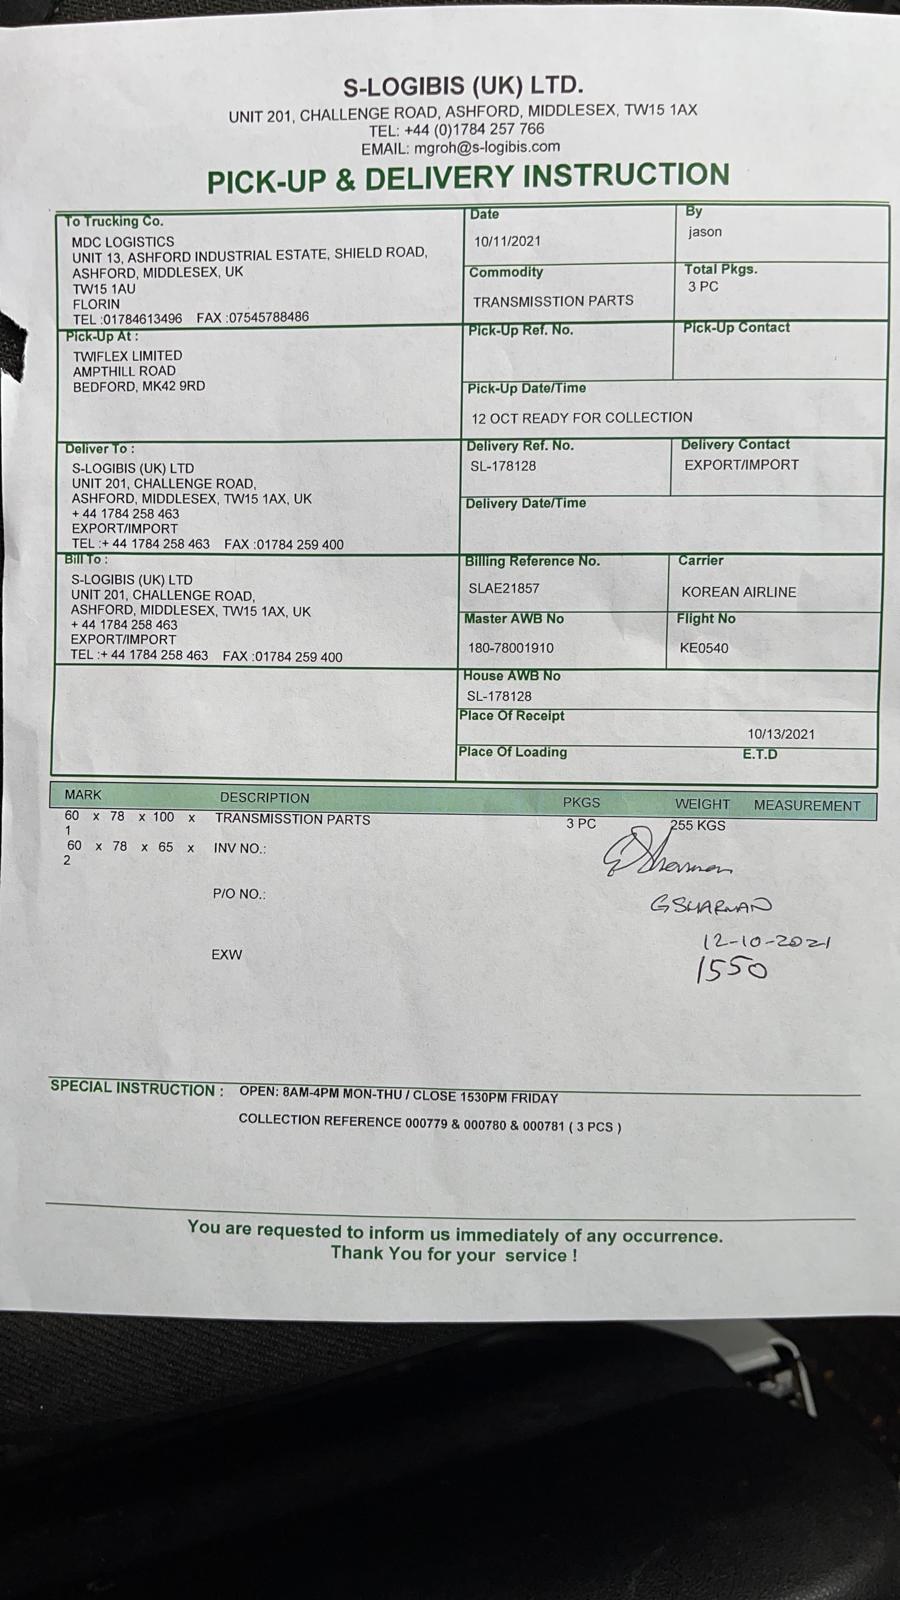 S-LOGIBIS (UK) LTD.
UNIT 201, CHALLENGE ROAD, ASHFORD, MIDDLESEX, TW15 1AX
TEL: +44 (0)1784 257 766
EMAIL: mgroh@s-logibis.com
PICK-UP & DELIVERY INSTRUCTION
To Trucking Co.
MDC LOGISTICS
UNIT 13, ASHFORD INDUSTRIAL ESTATE, SHIELD ROAD,
ASHFORD, MIDDLESEX, UK
TW15 1AU
FLORIN
TEL :01784613496 FAX :07545788486
Date
10/11/2021
By
jason
Commodity
TRANSMISSTION PARTS
Total Pkgs.
3 PC
Pick-Up At :
TWIFLEX LIMITED
AMPTHILL ROAD
BEDFORD, MK42 9RD
Pick-Up Ref. No.
Pick-Up Contact
Pick-Up Date/Time
12 OCT READY FOR COLLECTION
Deliver To :
S-LOGIBIS (UK) LTD
UNIT 201, CHALLENGE ROAD,
ASHFORD, MIDDLESEX, TW15 1AX, UK
+ 44 1784 258 463
EXPORT/IMPORT
TEL :+ 44 1784 258 463 FAX :01784 259 400
Delivery Ref. No.
SL-178128
Delivery Contact
EXPORT/IMPORT
Delivery Date/Time
Bill To :
S-LOGIBIS (UK) LTD
UNIT 201, CHALLENGE ROAD,
ASHFORD, MIDDLESEX, TW15 1AX, UK
+ 44 1784 258 463
EXPORT/IMPORT
TEL :+ 44 1784 258 463 FAX :01784 259 400
Billing Reference No.
SLAE21857
Carrier
KOREAN AIRLINE
Master AWB No
180-78001910
Flight No
KE0540
House AWB No
SL-178128
Place Of Receipt
10/13/2021
Place Of Loading E.T.D
MARK DESCRIPTION PKGS WEIGHT MEASUREMENT
60 x 78 x 100 x TRANSMISSTION PARTS 3 PC 255 KGS
1
60 x 78 x 65 x INV NO.:
2
P/O NO.:
G SHARMAN
12-10-2021
EXW
1550
SPECIAL INSTRUCTION : OPEN: 8AM-4PM MON-THU / CLOSE 1530PM FRIDAY
COLLECTION REFERENCE 000779 & 000780 & 000781 ( 3 PCS )
You are requested to inform us immediately of any occurrence.
Thank You for your service !